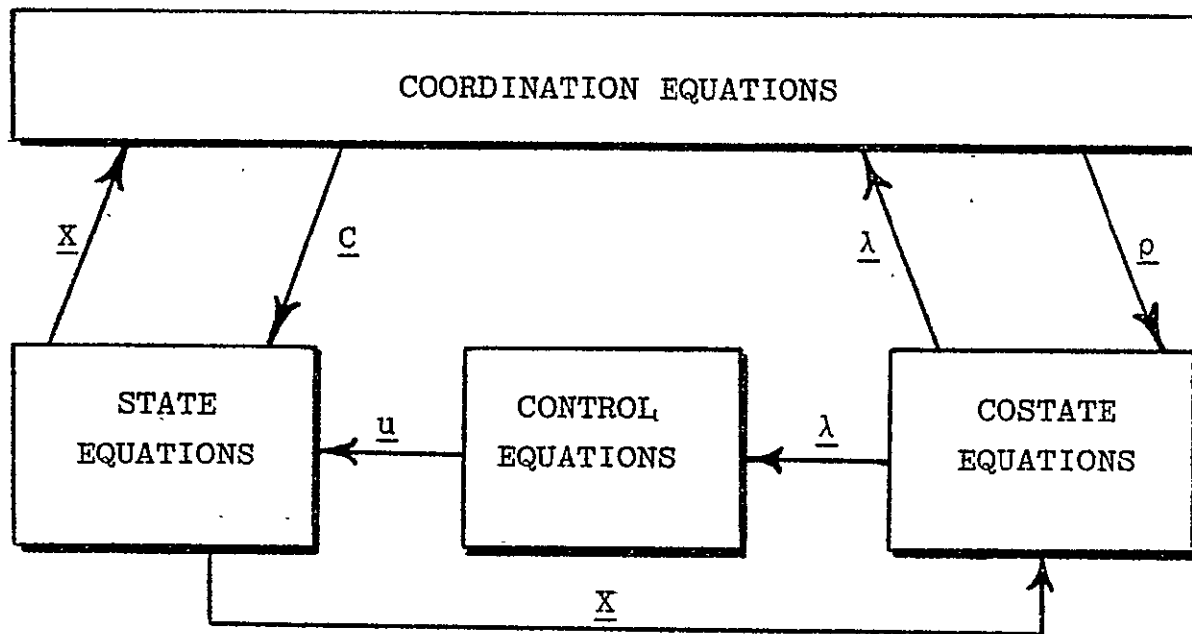 COORDINATION EQUATIONS
X
C
λ
ρ
STATE
EQUATIONS
u
CONTROL
EQUATIONS
λ
COSTATE
EQUATIONS
X